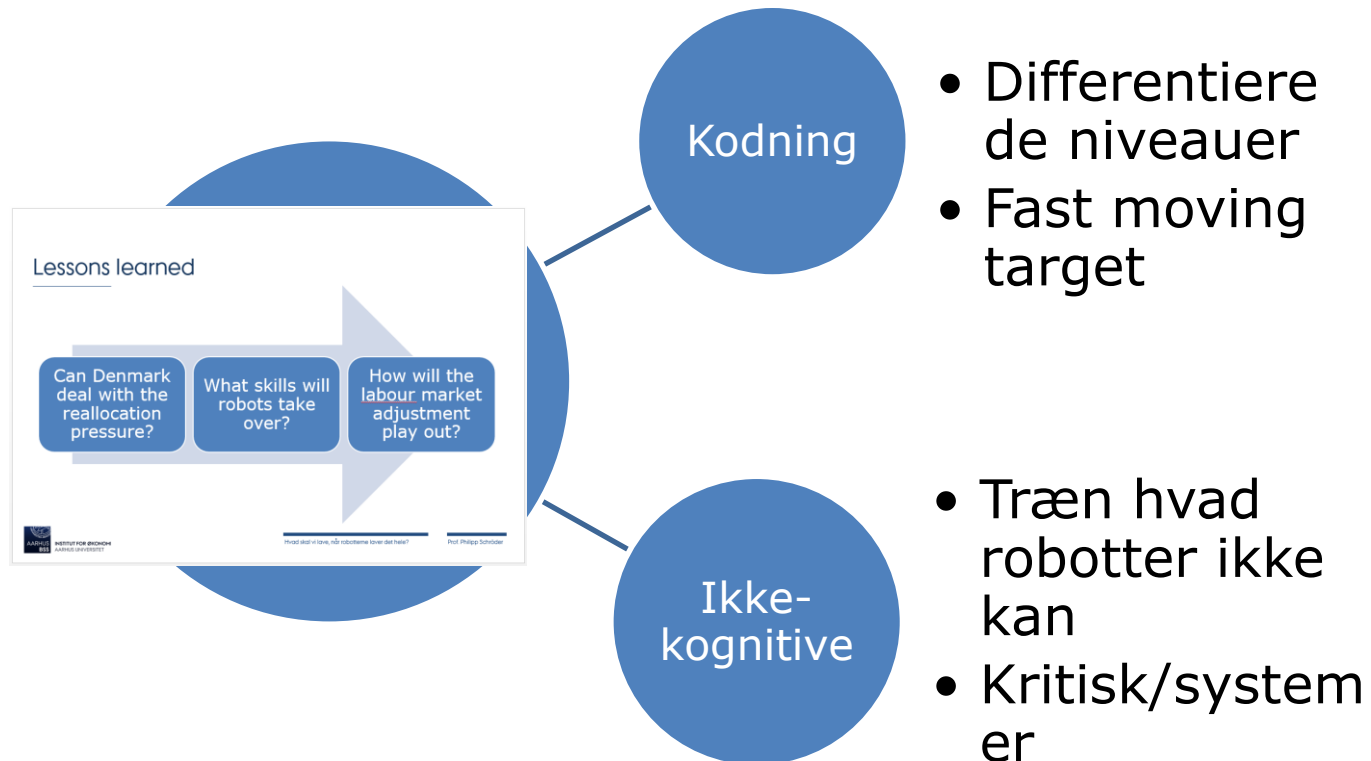 Kodning
• Differentiere
de niveauer
• Fast moving
target
Lessons learned
Can Denmark
deal with the
reallocation
pressure?
What skills will
robots take
over?
How will the
labour market
adjustment
play out?
AARHUS
BSS
INSTITUT FOR ØKONOMI
AARHUS UNIVERSITET
Hvad skal vi lave, når robotterne laver det hele?
Prof. Philipp Schröder
Ikke-
kognitive
• Træn hvad
robotter ikke
kan
• Kritisk/system
er